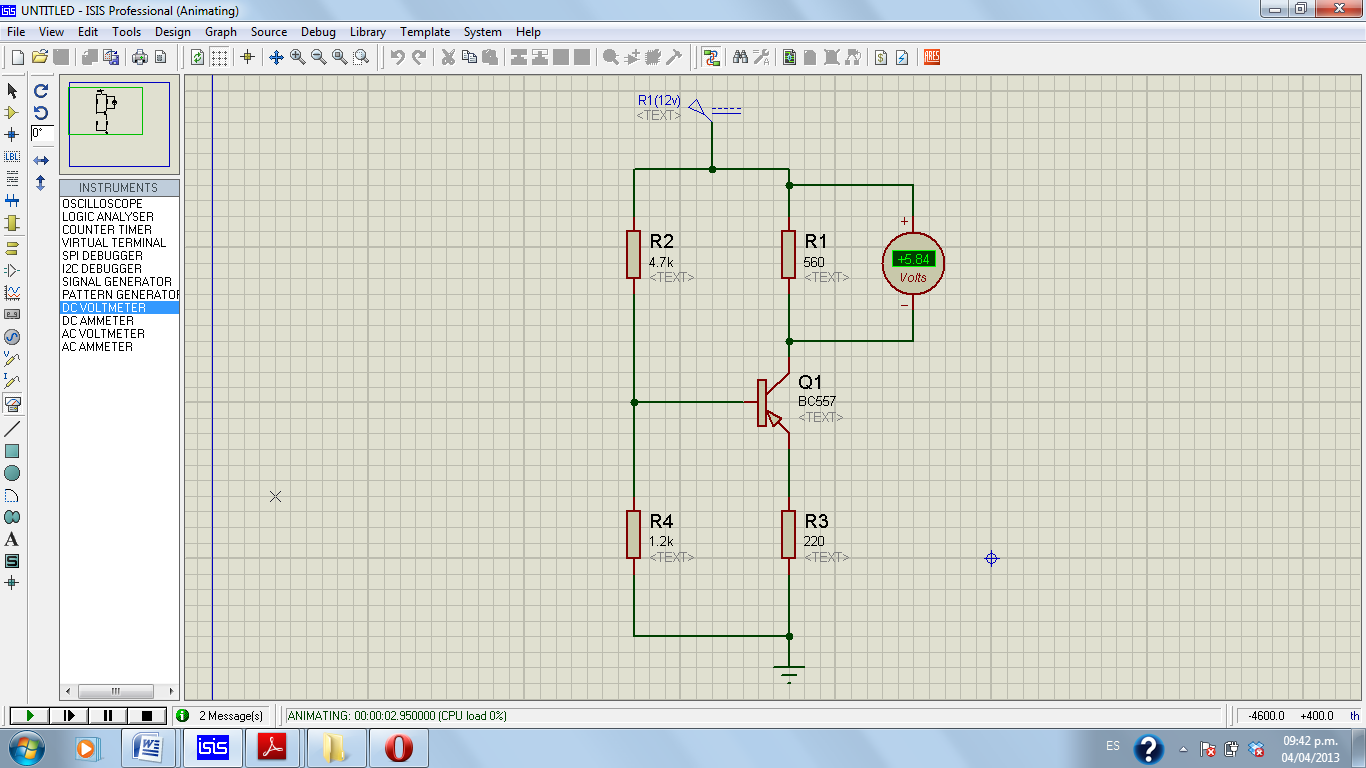 UNTITLED - ISIS Professional (Animating)
File View Edit Tools Design Graph Source Debug Library Template System Help
LBL
0°
INSTRUMENTS
OSCILLOSCOPE
LOGIC ANALYSER
COUNTER TIMER
VIRTUAL TERMINAL
SPI DEBUGGER
I2C DEBUGGER
SIGNAL GENERATOR
PATTERN GENERATOR
DC VOLTMETER
DC AMMETER
AC VOLTMETER
AC AMMETER
R1(12v)
<TEXT>
R2
4.7k
<TEXT>
R1
560
<TEXT>
+
+5.84
Volts
−
Q1
BC557
<TEXT>
R4
1.2k
<TEXT>
R3
220
<TEXT>
2 Message(s)
ANIMATING: 00:00:02.950000 (CPU load 0%)
-4600.0 +400.0 th
isis
ES
09:42 p.m.
04/04/2013